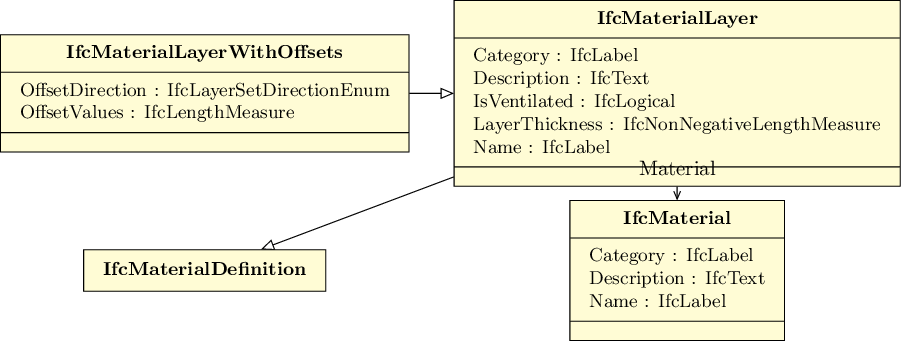 IfcMaterialLayerWithOffsets
OffsetDirection : IfcLayerSetDirectionEnum
OffsetValues : IfcLengthMeasure
IfcMaterialLayer
Category : IfcLabel
Description : IfcText
IsVentilated : IfcLogical
LayerThickness : IfcNonNegativeLengthMeasure
Name : IfcLabel
Material
IfcMaterialDefinition
IfcMaterial
Category : IfcLabel
Description : IfcText
Name : IfcLabel